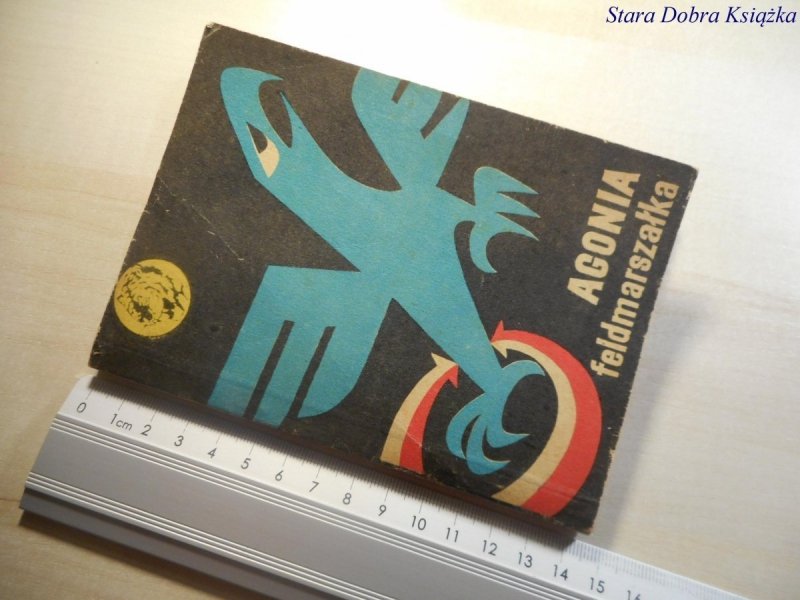 Stara Dobra Książka
AGONIA
feldmarszałka
0 1cm 2 3 4 5 6 7 8 9 10 11 12 13 14 15 16